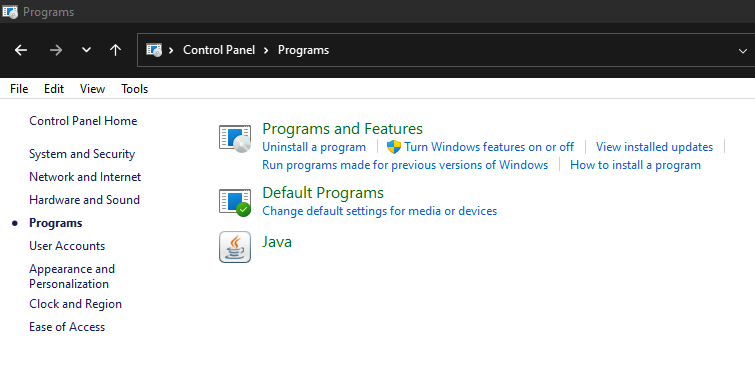 Programs
Control Panel Programs
File Edit View Tools
Control Panel Home
System and Security
Network and Internet
Hardware and Sound
Programs
User Accounts
Appearance and
Personalization
Clock and Region
Ease of Access
Programs and Features
Uninstall a program Turn Windows features on or off View installed updates
Run programs made for previous versions of Windows How to install a program
Default Programs
Change default settings for media or devices
Java